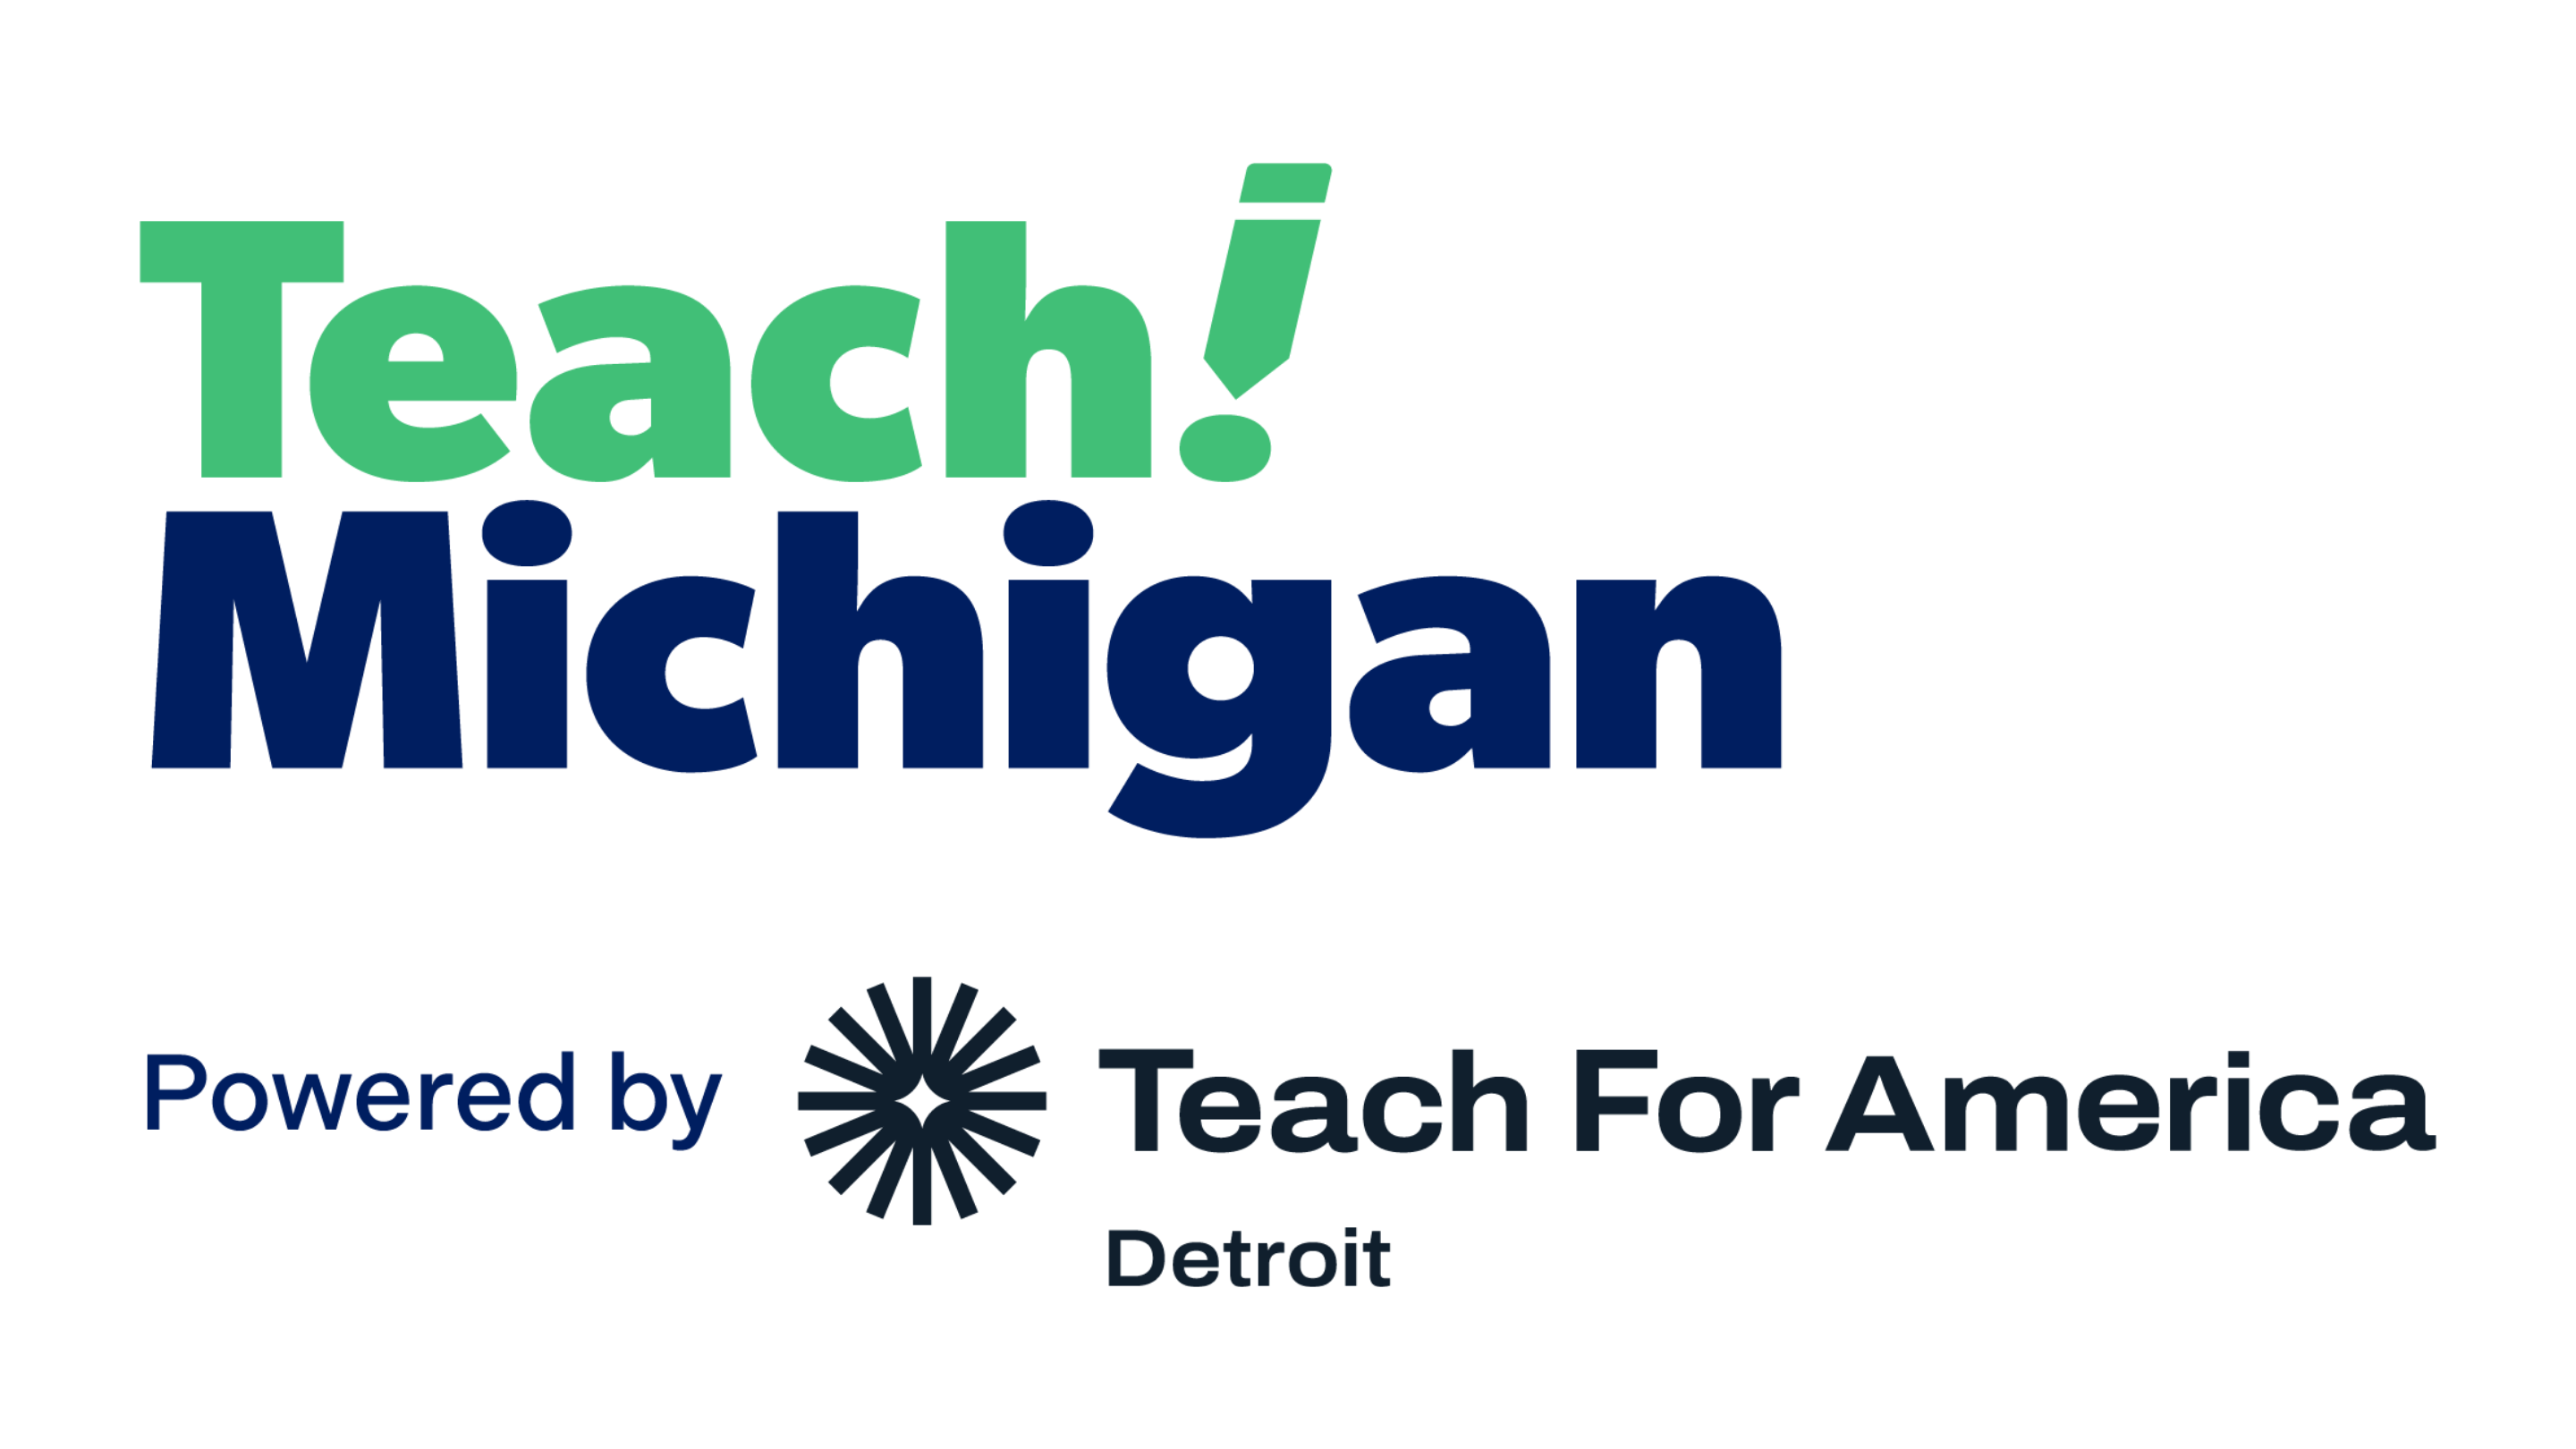 Teach!
Michigan
Powered by Teach For America
Detroit